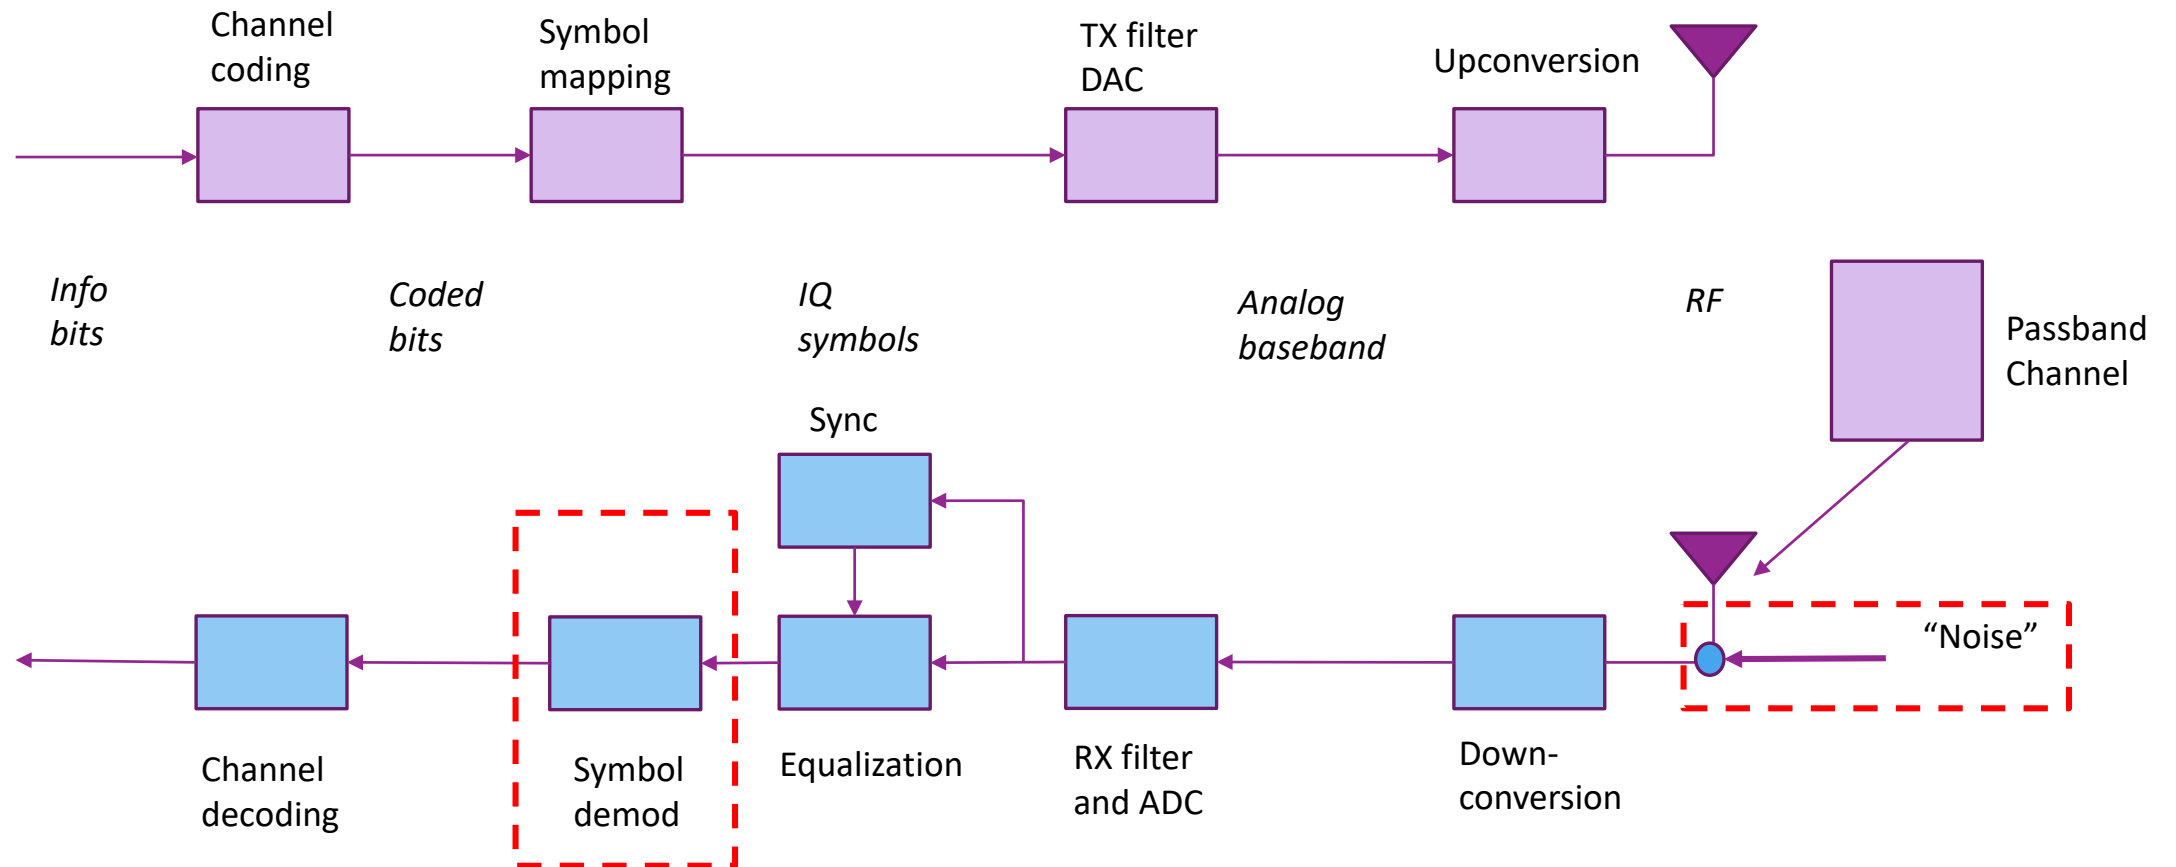 Channel
coding
Symbol
mapping
TX filter
DAC
Upconversion
Info
bits
Coded
bits
IQ
symbols
Analog
baseband
RF
Passband
Channel
Sync
“Noise”
Channel
decoding
Symbol
demod
Equalization
RX filter
and ADC
Down-
conversion